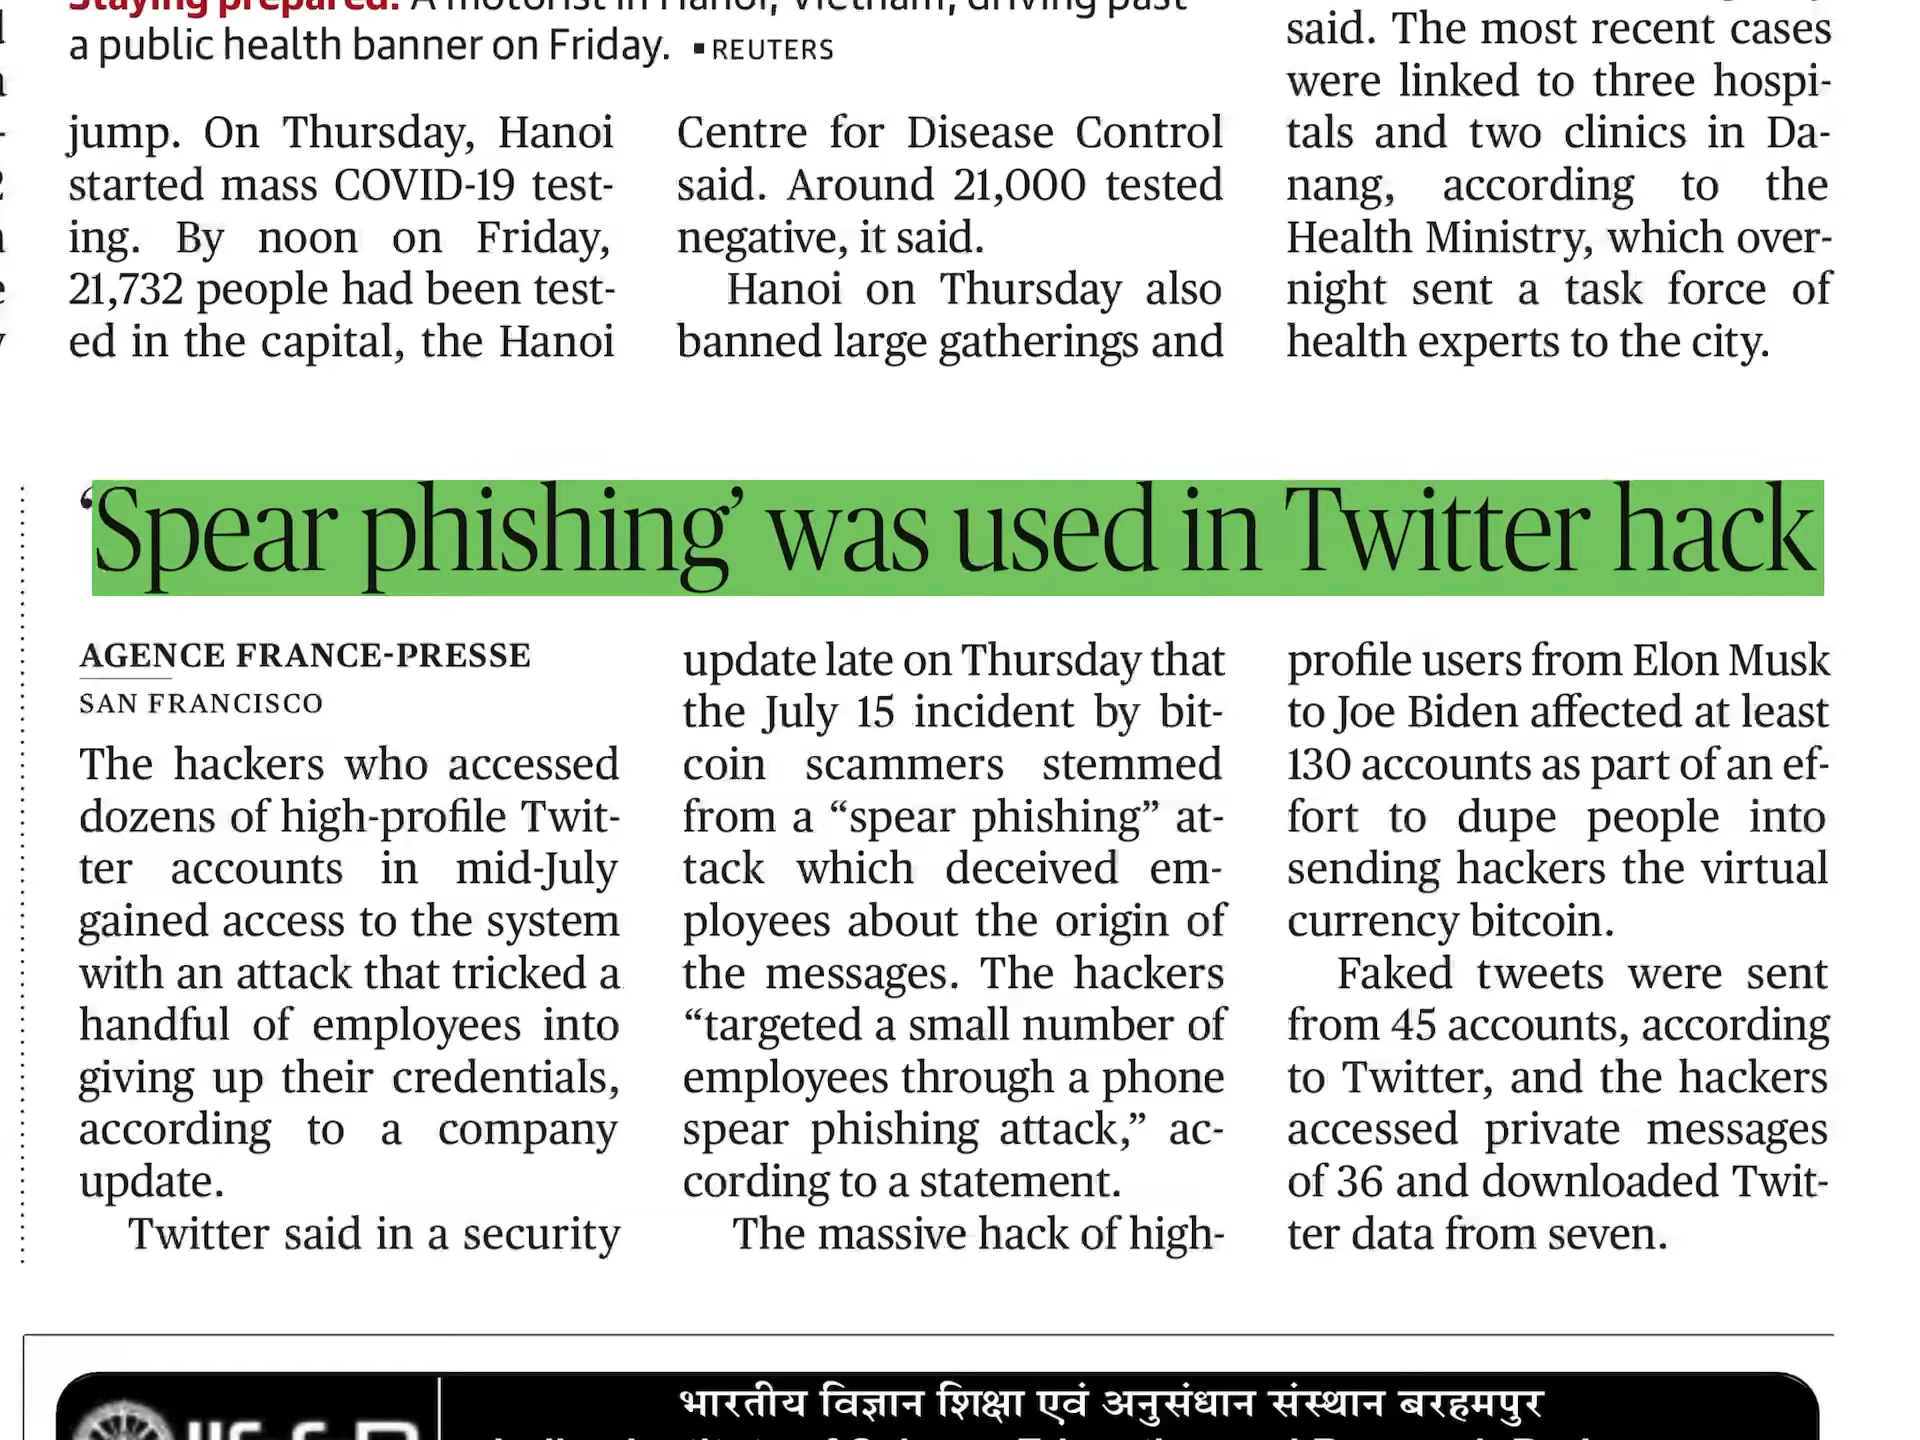 Staying prepared: A motorist in Hanoi, Vietnam, driving past
a public health banner on Friday. ▪ REUTERS
jump. On Thursday, Hanoi
started mass COVID-19 test-
ing. By noon on Friday,
21,732 people had been test-
ed in the capital, the Hanoi
Centre for Disease Control
said. Around 21,000 tested
negative, it said.
Hanoi on Thursday also
banned large gatherings and
said. The most recent cases
were linked to three hospi-
tals and two clinics in Da-
nang, according to the
Health Ministry, which over-
night sent a task force of
health experts to the city.
‘Spear phishing’ was used in Twitter hack
AGENCE FRANCE-PRESSE
SAN FRANCISCO
The hackers who accessed
dozens of high-profile Twit-
ter accounts in mid-July
gained access to the system
with an attack that tricked a
handful of employees into
giving up their credentials,
according to a company
update.
Twitter said in a security
update late on Thursday that
the July 15 incident by bit-
coin scammers stemmed
from a “spear phishing” at-
tack which deceived em-
ployees about the origin of
the messages. The hackers
“targeted a small number of
employees through a phone
spear phishing attack,” ac-
cording to a statement.
The massive hack of high-
profile users from Elon Musk
to Joe Biden affected at least
130 accounts as part of an ef-
fort to dupe people into
sending hackers the virtual
currency bitcoin.
Faked tweets were sent
from 45 accounts, according
to Twitter, and the hackers
accessed private messages
of 36 and downloaded Twit-
ter data from seven.
भारतीय विज्ञान शिक्षा एवं अनुसंधान संस्थान बरहमपुर